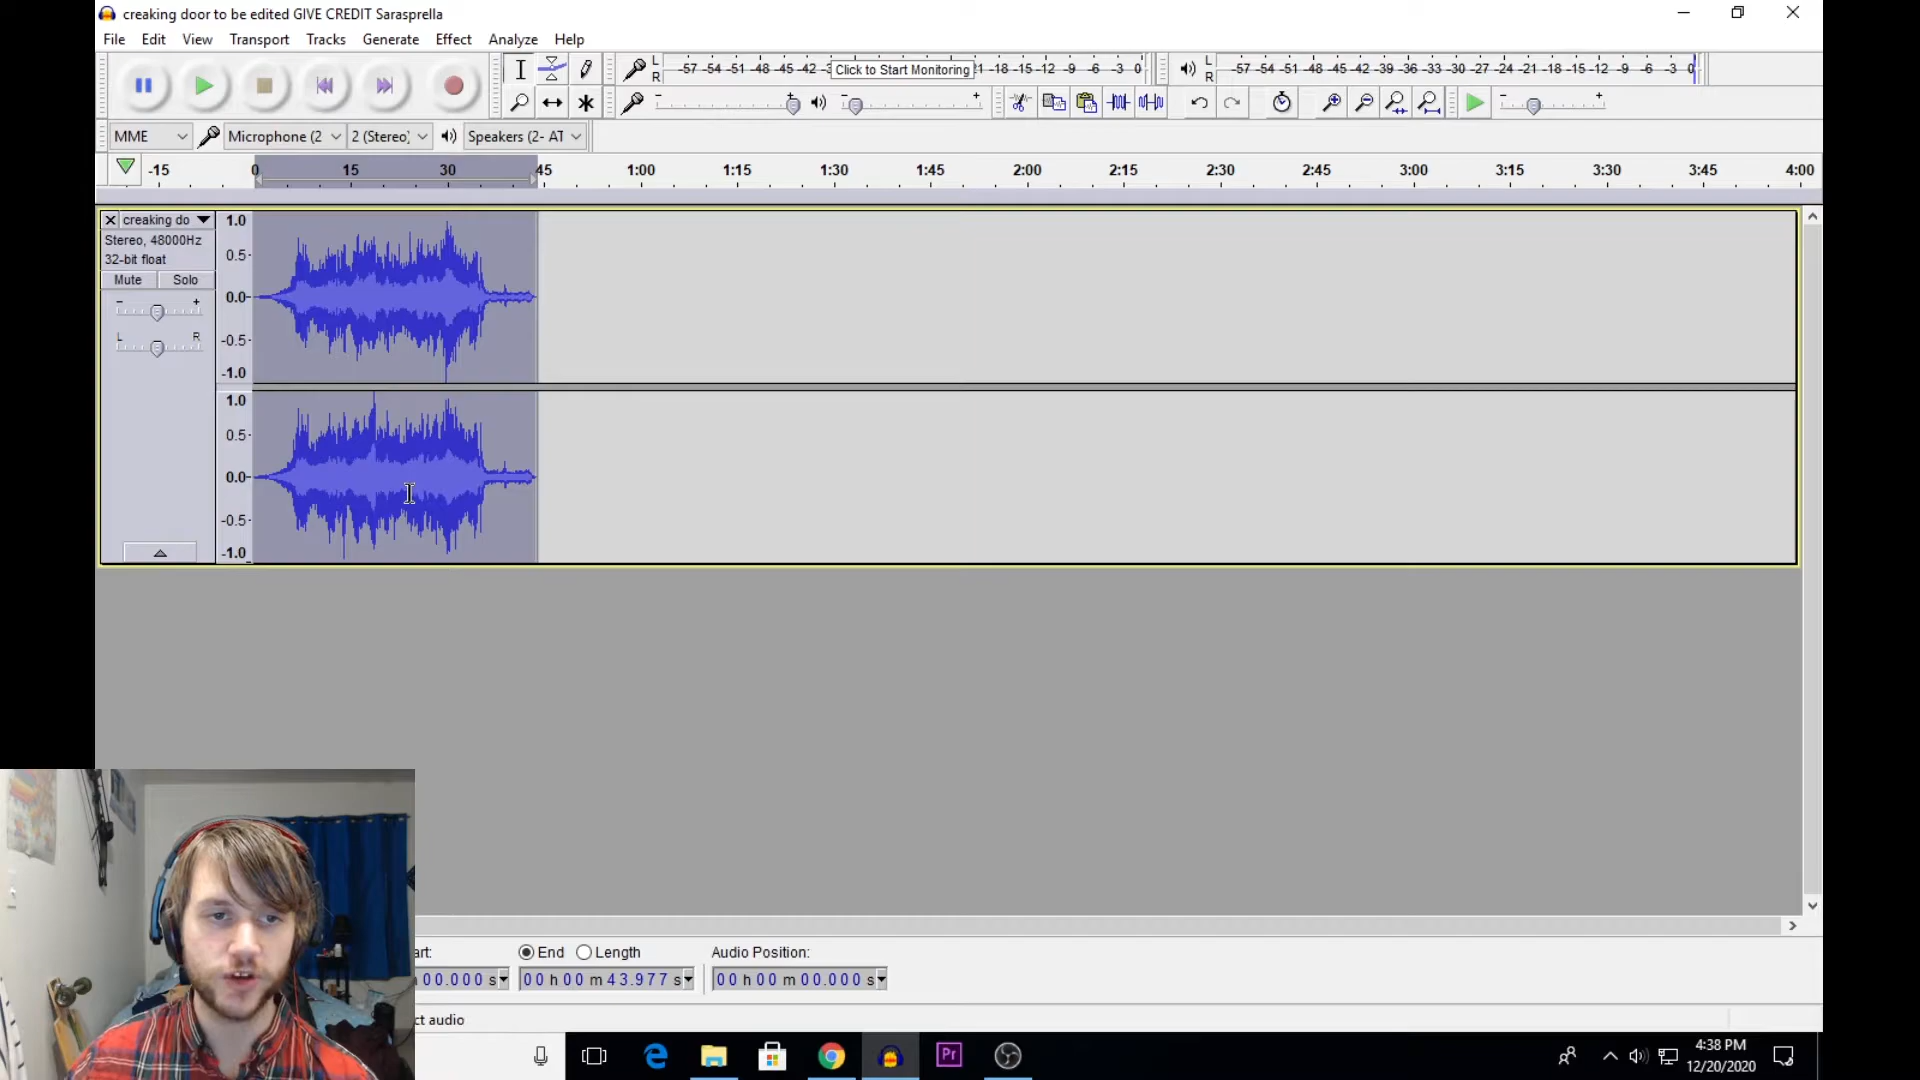 creaking door to be edited GIVE CREDIT Sarasprella
File Edit View Transport Tracks Generate Effect Analyze Help
L R -57 -54 -51 -48 -45 -42 -3 Click to Start Monitoring 1 -18 -15 -12 -9 -6 -3 0
L R -57 -54 -51 -48 -45 -42 -39 -36 -33 -30 -27 -24 -21 -18 -15 -12 -9 -6 -3 0
MME Microphone (2 2 (Stereo) Speakers (2- AT
-15 0 15 30 45 1:00 1:15 1:30 1:45 2:00 2:15 2:30 2:45 3:00 3:15 3:30 3:45 4:00
creaking do
Stereo, 48000Hz
32-bit float
Mute Solo
- +
L R
1.0
0.5
0.0
-0.5
-1.0
1.0
0.5
0.0
-0.5
-1.0
art: End Length Audio Position:
00.000 s 00 h 00 m 43.977 s 00 h 00 m 00.000 s
ct audio
Pr
4:38 PM
12/20/2020